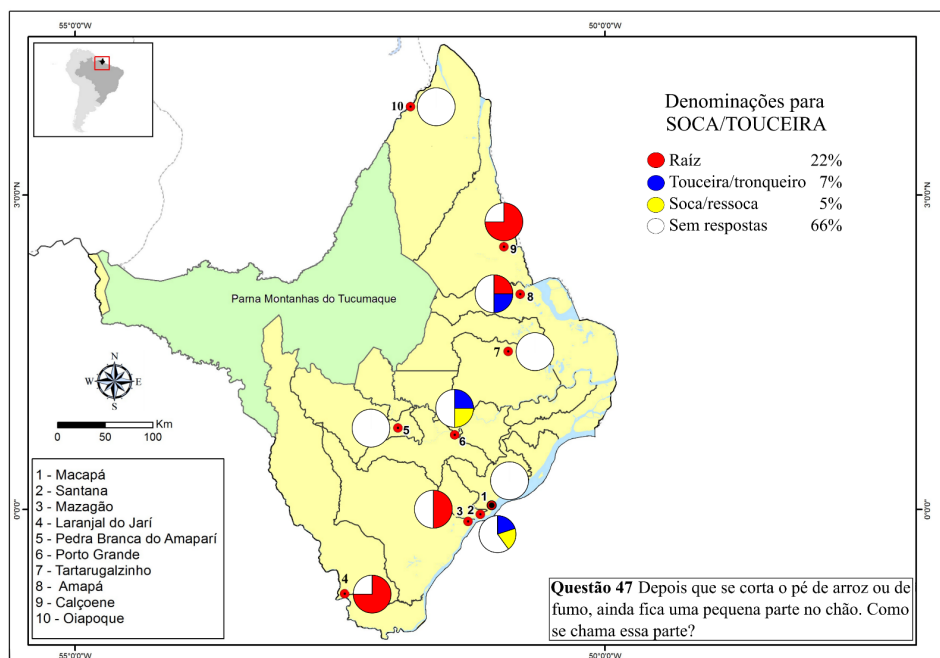 55°0'0"W
50°0'0"W
Denominações para
SOCA/TOUCEIRA
Raíz 22%
Touceira/tronqueiro 7%
Soca/ressoca 5%
Sem respostas 66%
3°0'0"N
3°0'0"N
10
9
8
Parna Montanhas do Tucumaque
7
N
W E
S
Km
0 50 100
5
6
1
2
3
4
0°0'0"
0°0'0"
1 - Macapá
2 - Santana
3 - Mazagão
4 - Laranjal do Jarí
5 - Pedra Branca do Amaparí
6 - Porto Grande
7 - Tartarugalzinho
8 - Amapá
9 - Calçoene
10 - Oiapoque
Questão 47 Depois que se corta o pé de arroz ou de
fumo, ainda fica uma pequena parte no chão. Como
se chama essa parte?
55°0'0"W
50°0'0"W